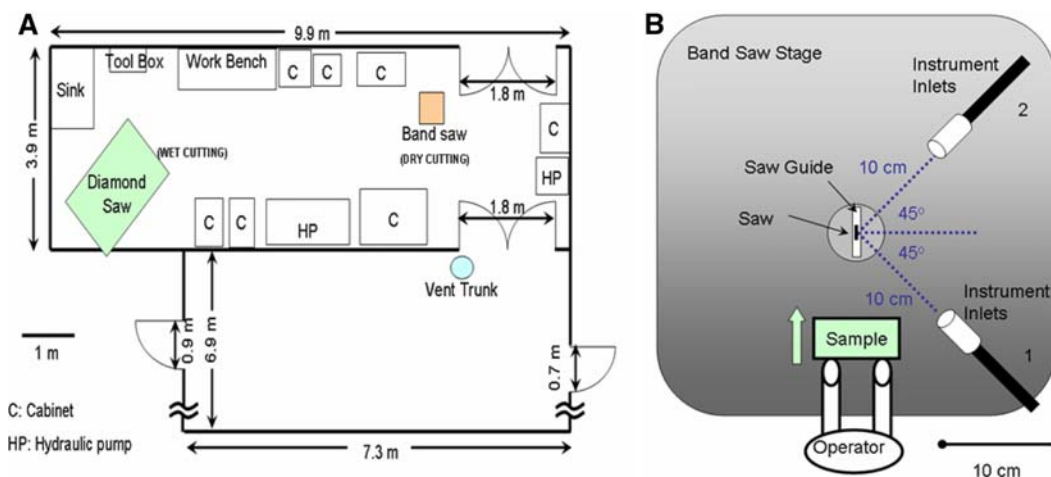 A
9.9 m
3.9 m
Sink
Tool Box
Work Bench
C
C
C
1.8 m
Band saw
(DRY CUTTING)
C
HP
(WET CUTTING)
Diamond
Saw
C
C
HP
C
1.8 m
Vent Trunk
1 m
0.9 m
6.9 m
0.7 m
C: Cabinet
HP: Hydraulic pump
7.3 m
B
Band Saw Stage
Instrument
Inlets
2
10 cm
Saw Guide
Saw
45°
45°
10 cm
Instrument
Inlets
1
Sample
Operator
10 cm